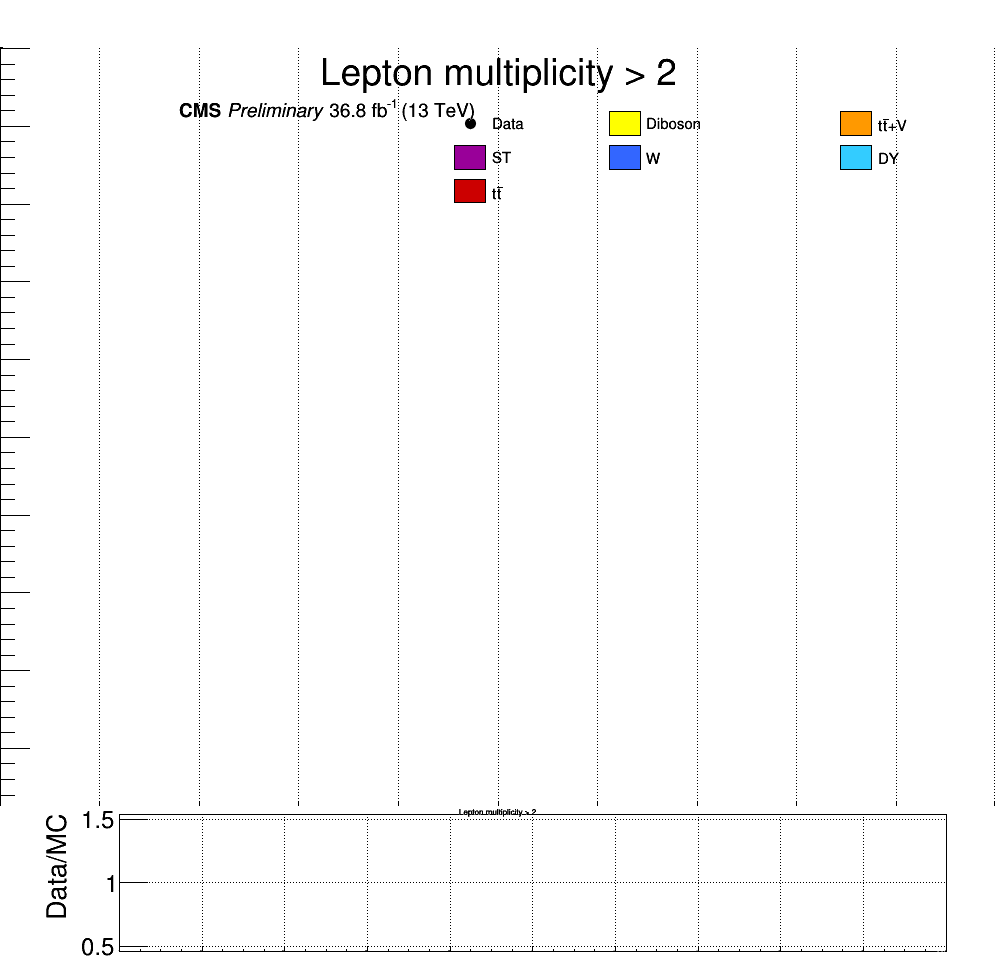 Lepton multiplicity > 2
CMS Preliminary 36.8 fb⁻¹ (13 TeV)
Data
Diboson
tt̄+V
ST
W
DY
tt̄
Lepton multiplicity > 2
1.5
1
0.5
Data/MC